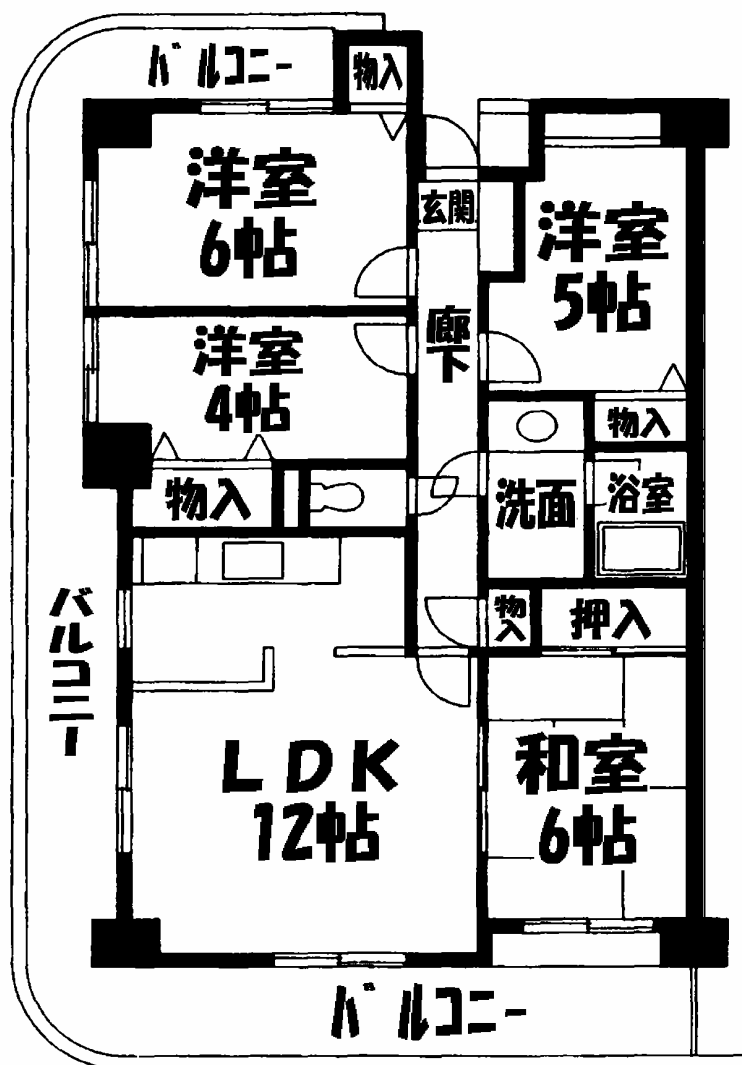 バルコニー
物入
洋室
6帖
玄関
洋室
5帖
廊下
洋室
4帖
物入
物入
洗面
浴室
物入
押入
バルコニー
LDK
12帖
和室
6帖
バルコニー